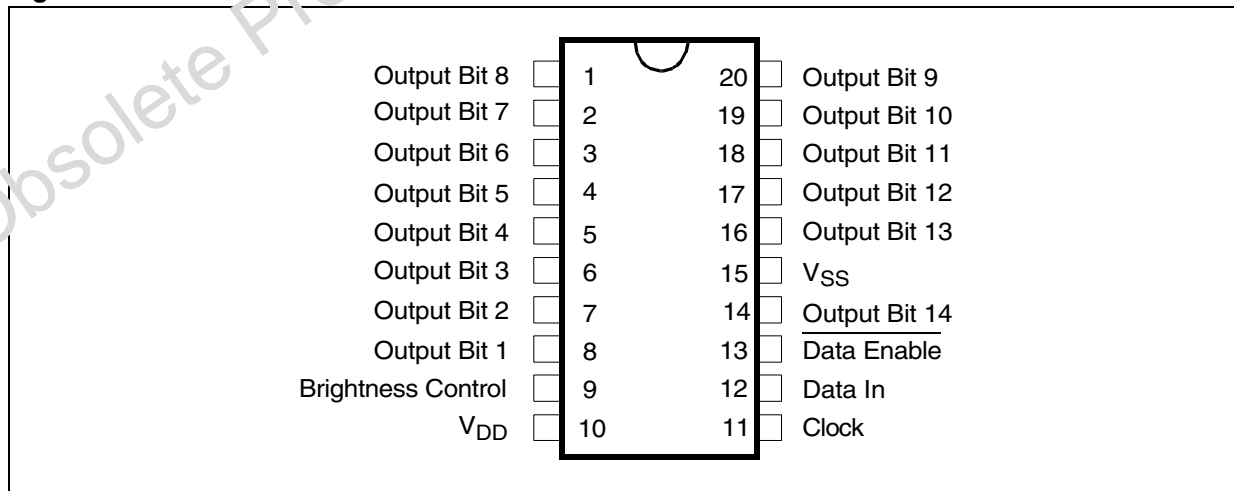 Obsolete Pr
Output Bit 8 1 20 Output Bit 9
Output Bit 7 2 19 Output Bit 10
Output Bit 6 3 18 Output Bit 11
Output Bit 5 4 17 Output Bit 12
Output Bit 4 5 16 Output Bit 13
Output Bit 3 6 15 VSS
Output Bit 2 7 14 Output Bit 14
Output Bit 1 8 13 Data Enable
Brightness Control 9 12 Data In
VDD 10 11 Clock